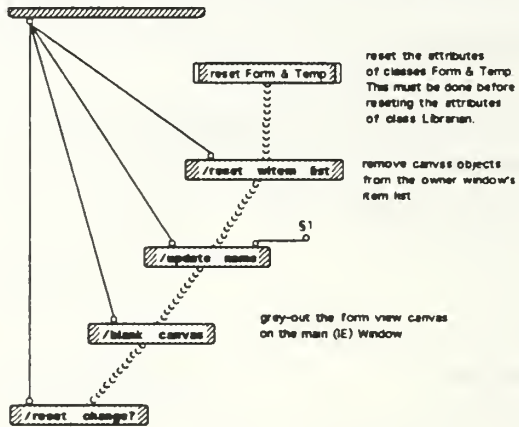 reset Form & Temp
reset the attributes
of classes Form & Temp.
This must be done before
reseting the attributes
of class Librarian.
/reset witem list
remove canvas objects
from the owner window's
item list
§1
/update name
/blank canvas
grey-out the form view canvas
on the main (IE) Window
/reset change?